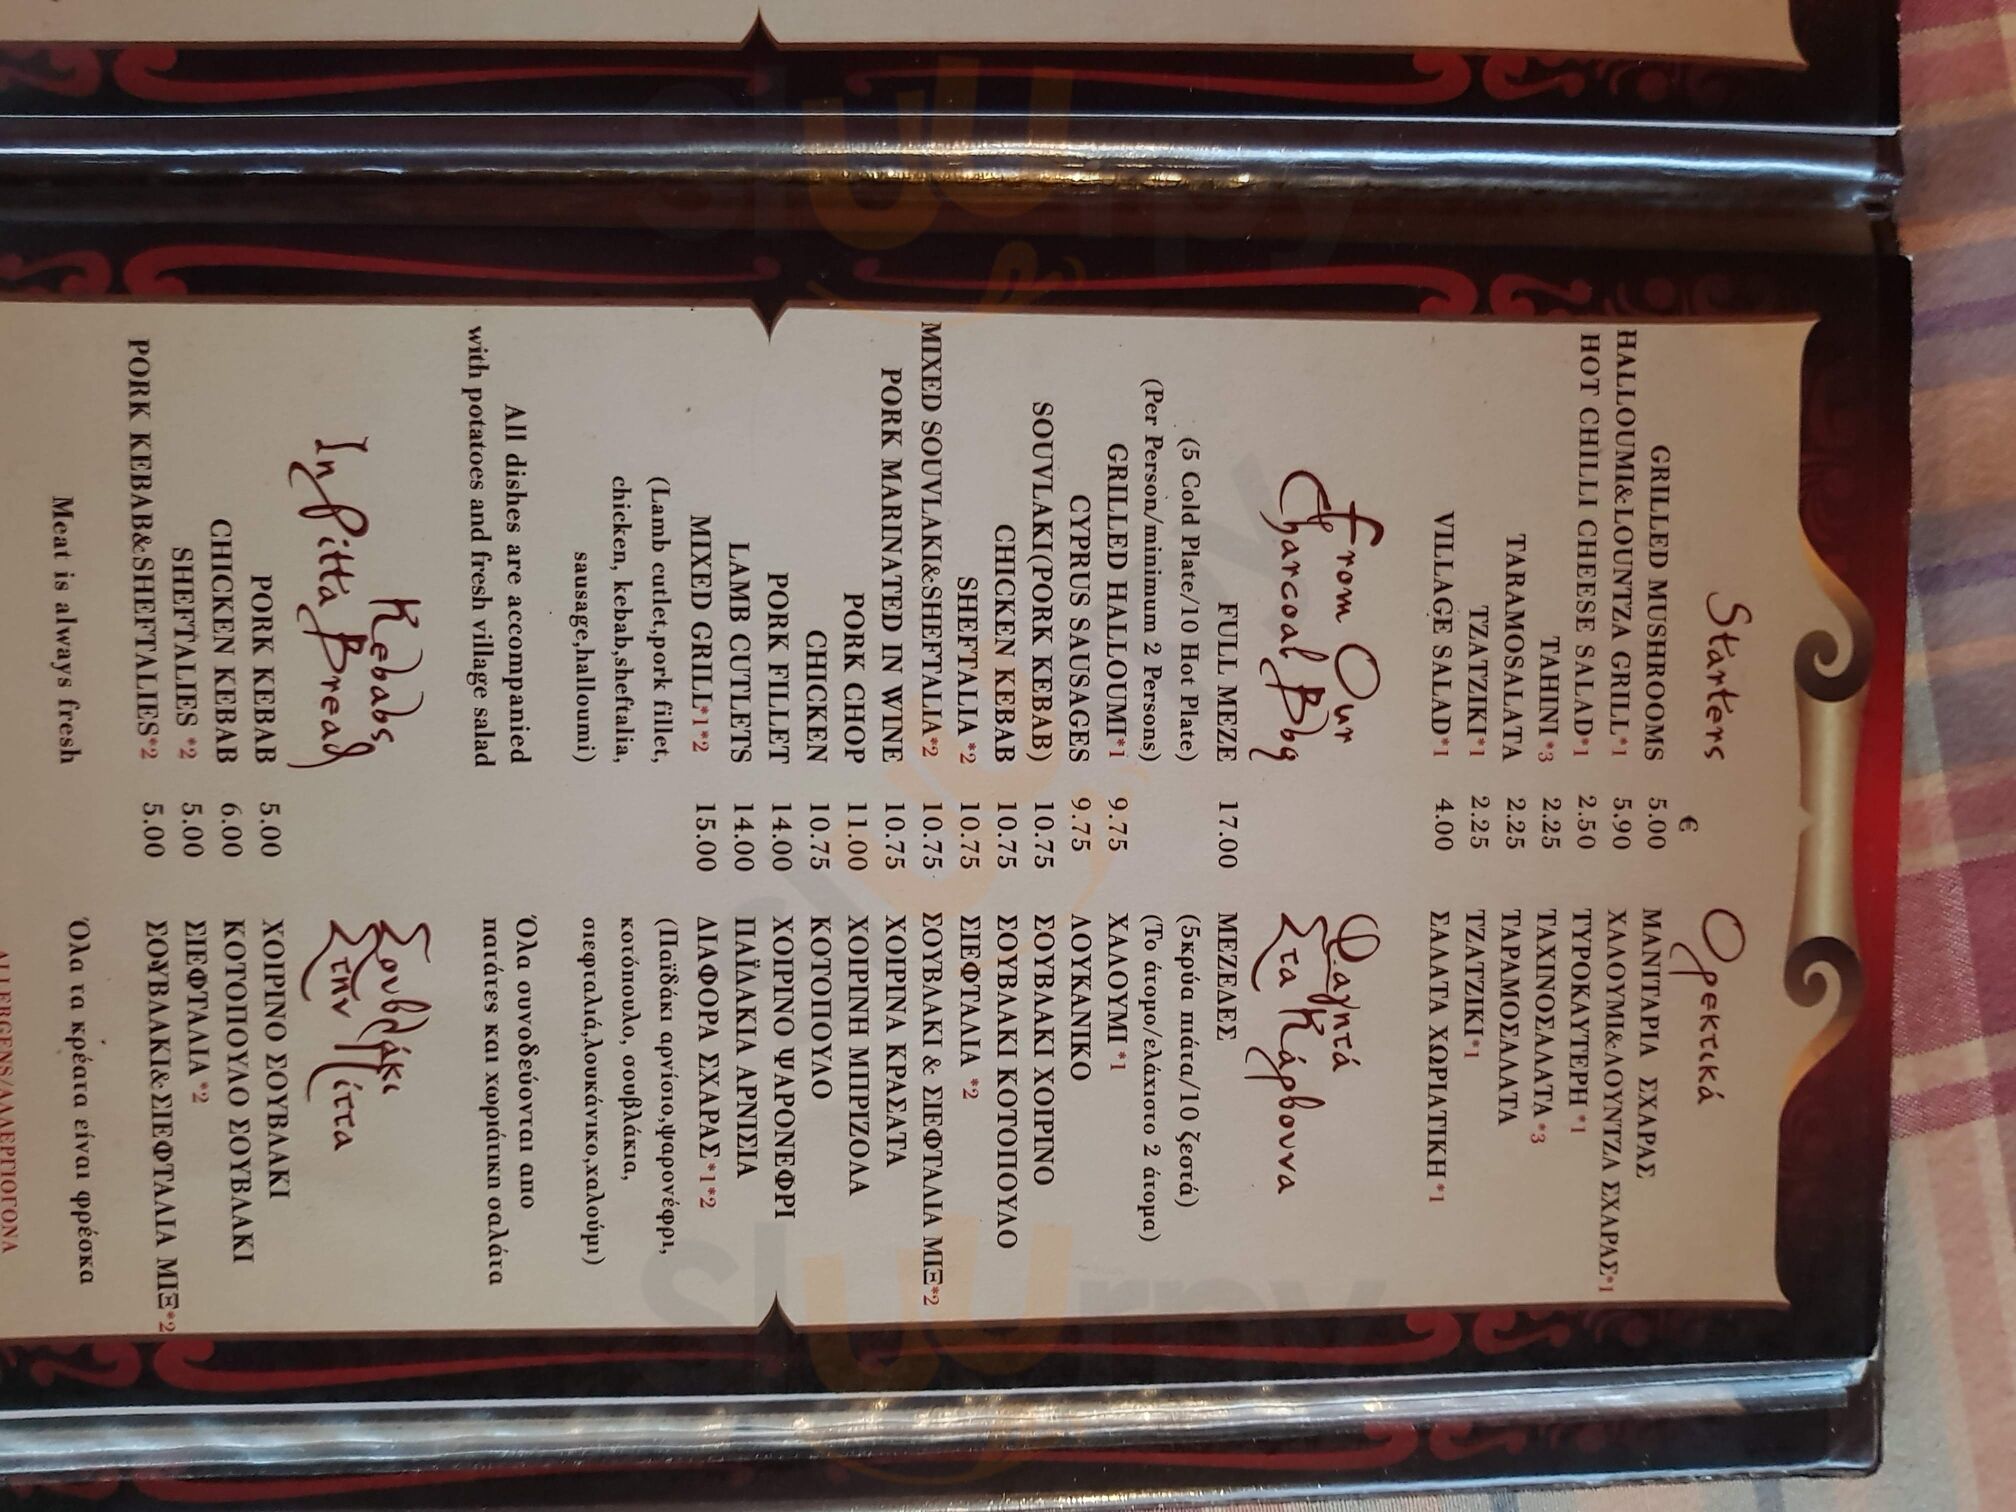 Starters
€
Ορεκτικά
GRILLED MUSHROOMS 5.00 ΜΑΝΙΤΑΡΙΑ ΣΧΑΡΑΣ
HALLOUMI&LOUNTZA GRILL*1 5.90 ΧΑΛΟΥΜΙ&ΛΟΥΝΤΖΑ ΣΧΑΡΑΣ*1
HOT CHILLI CHEESE SALAD*1 2.50 ΤΥΡΟΚΑΥΤΕΡΗ *1
TAHINI *3 2.25 ΤΑΧΙΝΟΣΑΛΑΤΑ *3
TARAMOSALATA 2.25 ΤΑΡΑΜΟΣΑΛΑΤΑ
TZATZIKI *1 2.25 ΤΖΑΤΖΙΚΙ *1
VILLAGE SALAD*1 4.00 ΣΑΛΑΤΑ ΧΩΡΙΑΤΙΚΗ *1
From Our Φαγητά
Charcoal Bbq Στα Κάρβουνα
FULL MEZE 17.00 ΜΕΖΕΔΕΣ
(5 Cold Plate/10 Hot Plate) (5κρύα πιάτα/10 ζεστά)
(Per Person/minimum 2 Persons) (Το άτομο/ελάχιστο 2 άτομα)
GRILLED HALLOUMI*1 9.75 ΧΑΛΟΥΜΙ *1
CYPRUS SAUSAGES 9.75 ΛΟΥΚΑΝΙΚΟ
SOUVLAKI(PORK KEBAB) 10.75 ΣΟΥΒΛΑΚΙ ΧΟΙΡΙΝΟ
CHICKEN KEBAB 10.75 ΣΟΥΒΛΑΚΙ ΚΟΤΟΠΟΥΛΟ
SHEFTALIA *2 10.75 ΣΙΕΦΤΑΛΙΑ *2
MIXED SOUVLAKI&SHEFTALIA*2 10.75 ΣΟΥΒΛΑΚΙ & ΣΙΕΦΤΑΛΙΑ ΜΙΞ*2
PORK MARINATED IN WINE 10.75 ΧΟΙΡΙΝΑ ΚΡΑΣΑΤΑ
PORK CHOP 11.00 ΧΟΙΡΙΝΗ ΜΠΡΙΖΟΛΑ
CHICKEN 10.75 ΚΟΤΟΠΟΥΛΟ
PORK FILLET 14.00 ΧΟΙΡΙΝΟ ΨΑΡΟΝΕΦΡΙ
LAMB CUTLETS 14.00 ΠΑΪΛΑΚΙΑ ΑΡΝΙΣΙΑ
MIXED GRILL*1*2 15.00 ΔΙΑΦΟΡΑ ΣΧΑΡΑΣ *1*2
(Lamb cutlet,pork fillet, (Παϊδάκι αρνίσιο,ψαρονέφρι,
chicken, kebab,sheftalia, κοτόπουλο, σουβλάκια,
sausage,halloumi) σιεφταλιά,λουκάνικο,χαλούμι)
All dishes are accompanied Όλα συνοδεύονται απο
with potatoes and fresh village salad πατάτες και χωριάτικη σαλάτα
Kebabs Σουβλάκι
In Pitta Bread Στην Πίττα
PORK KEBAB 5.00 ΧΟΙΡΙΝΟ ΣΟΥΒΛΑΚΙ
CHICKEN KEBAB 6.00 ΚΟΤΟΠΟΥΛΟ ΣΟΥΒΛΑΚΙ
SHEFTALIES *2 5.00 ΣΙΕΦΤΑΛΙΑ *2
PORK KEBAB&SHEFTALIES*2 5.00 ΣΟΥΒΛΑΚΙ&ΣΙΕΦΤΑΛΙΑ ΜΙΞ*2
Meat is always fresh Όλα τα κρέατα είναι φρέσκα
ALLERGENS/ΑΛΛΕΡΓΙΟΓΟΝΑ
sluurpy
sluurpy
sluurpy